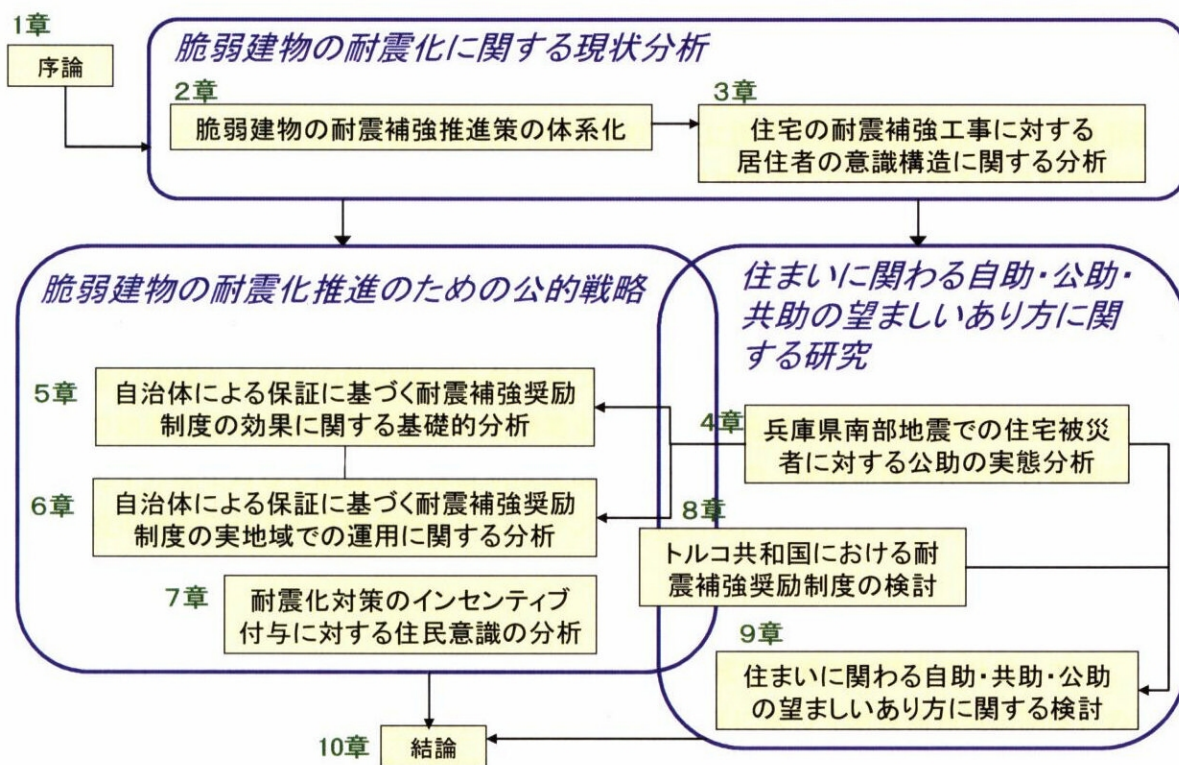 1章
序論
脆弱建物の耐震化に関する現状分析
2章
脆弱建物の耐震補強推進策の体系化
3章
住宅の耐震補強工事に対する
居住者の意識構造に関する分析
脆弱建物の耐震化推進のための公的戦略
5章
自治体による保証に基づく耐震補強奨励
制度の効果に関する基礎的分析
6章
自治体による保証に基づく耐震補強奨励
制度の実地域での運用に関する分析
7章
耐震化対策のインセンティブ
付与に対する住民意識の分析
住まいに関わる自助・公助・
共助の望ましいあり方に関
する研究
4章
兵庫県南部地震での住宅被災
者に対する公助の実態分析
8章
トルコ共和国における耐
震補強奨励制度の検討
9章
住まいに関わる自助・共助・公助
の望ましいあり方に関する検討
10章
結論